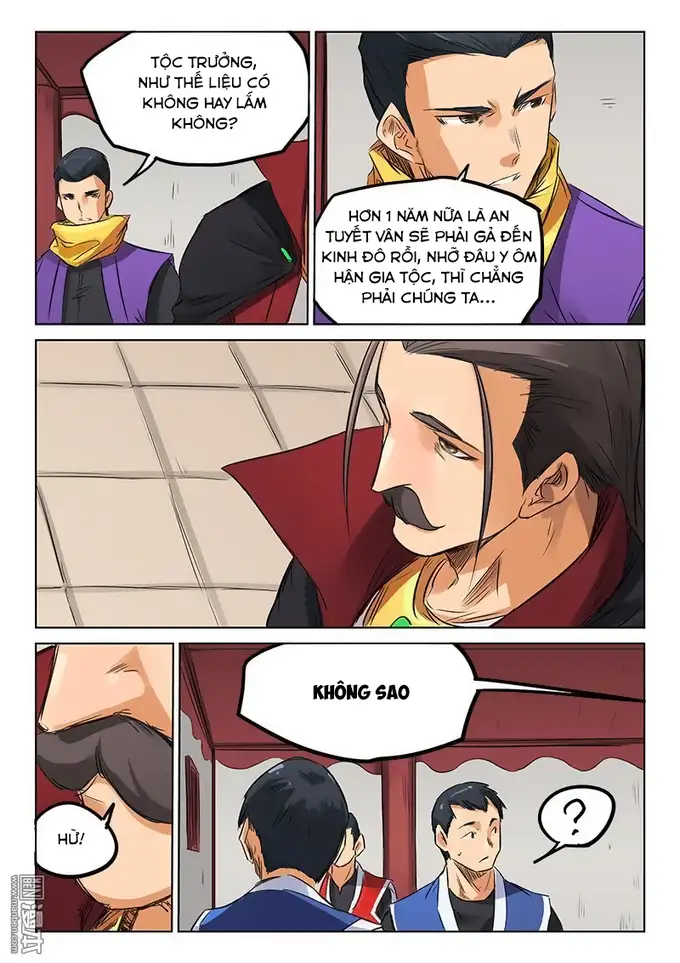 TỘC TRƯỞNG,
NHƯ THẾ LIỆU CÓ
KHÔNG HAY LẮM
KHÔNG?
HƠN 1 NĂM NỮA LÀ AN
TUYẾT VÂN SẼ PHẢI GẢ ĐẾN
KINH ĐÔ RỒI, NHỠ ĐÂU Y ÔM
HẬN GIA TỘC, THÌ CHẲNG
PHẢI CHÚNG TA...
HỪ!
KHÔNG SAO
?